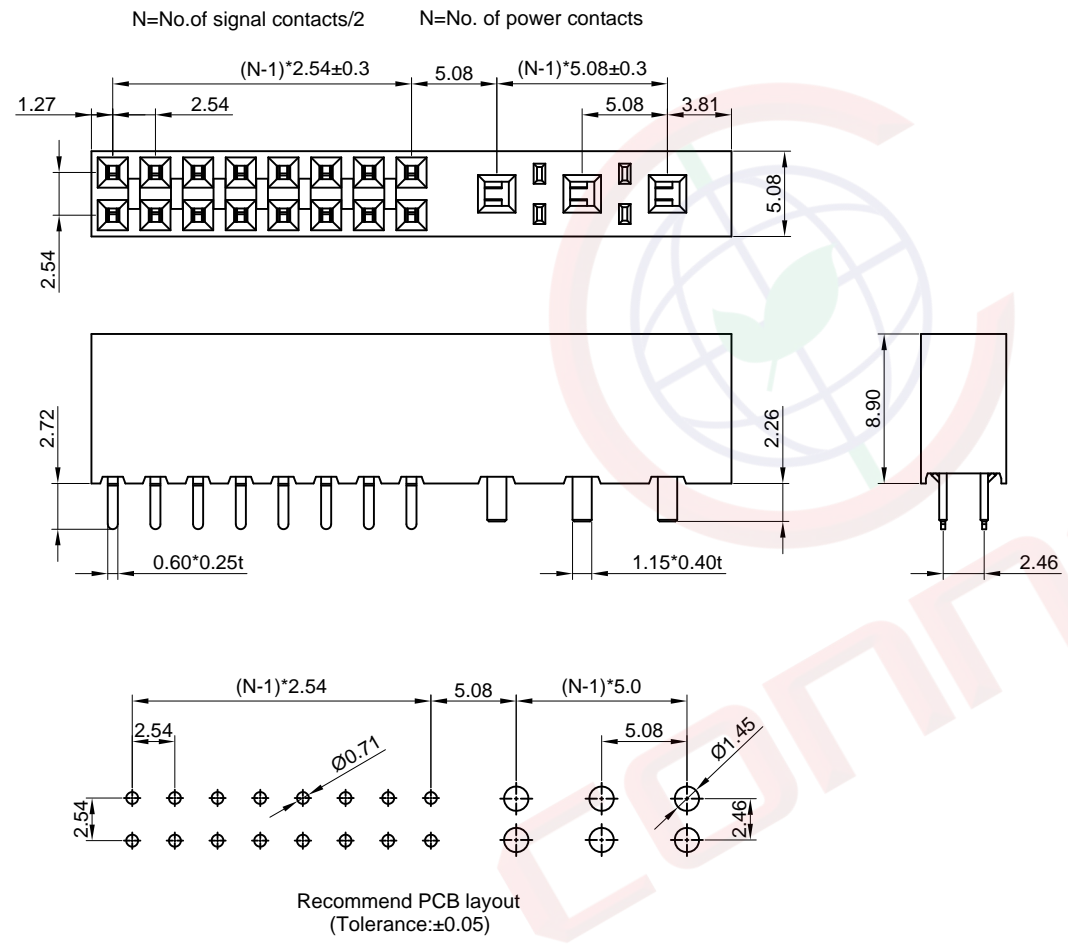 N=No.of signal contacts/2
N=No. of power contacts
(N-1)*2.54±0.3
5.08
(N-1)*5.08±0.3
1.27
2.54
5.08
3.81
2.54
5.08
2.72
2.26
8.90
0.60*0.25t
1.15*0.40t
2.46
(N-1)*2.54
5.08
(N-1)*5.0
2.54
Ø0.71
5.08
Ø1.45
2.54
2.46
Recommend PCB layout
(Tolerance:±0.05)